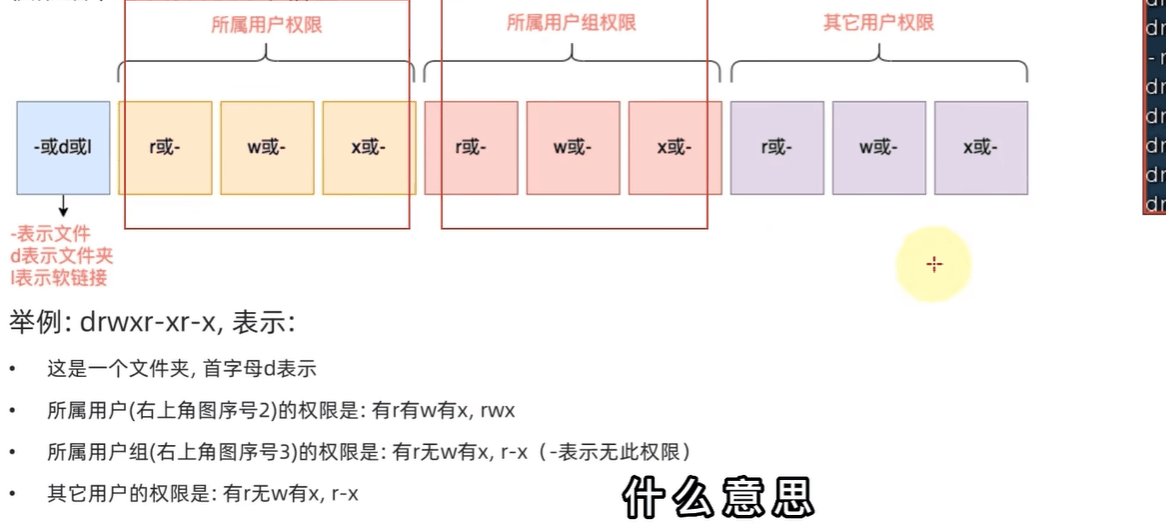 所属用户权限 所属用户组权限 其它用户权限
-或d或l r或- w或- x或- r或- w或- x或- r或- w或- x或-
-表示文件
d表示文件夹
l表示软链接
举例: drwxr-xr-x, 表示:
• 这是一个文件夹, 首字母d表示
• 所属用户(右上角图序号2)的权限是: 有r有w有x, rwx
• 所属用户组(右上角图序号3)的权限是: 有r无w有x, r-x（-表示无此权限）
• 其它用户的权限是: 有r无w有x, r-x
什么意思
dr
- r
dr
dr
dr
dr
dr